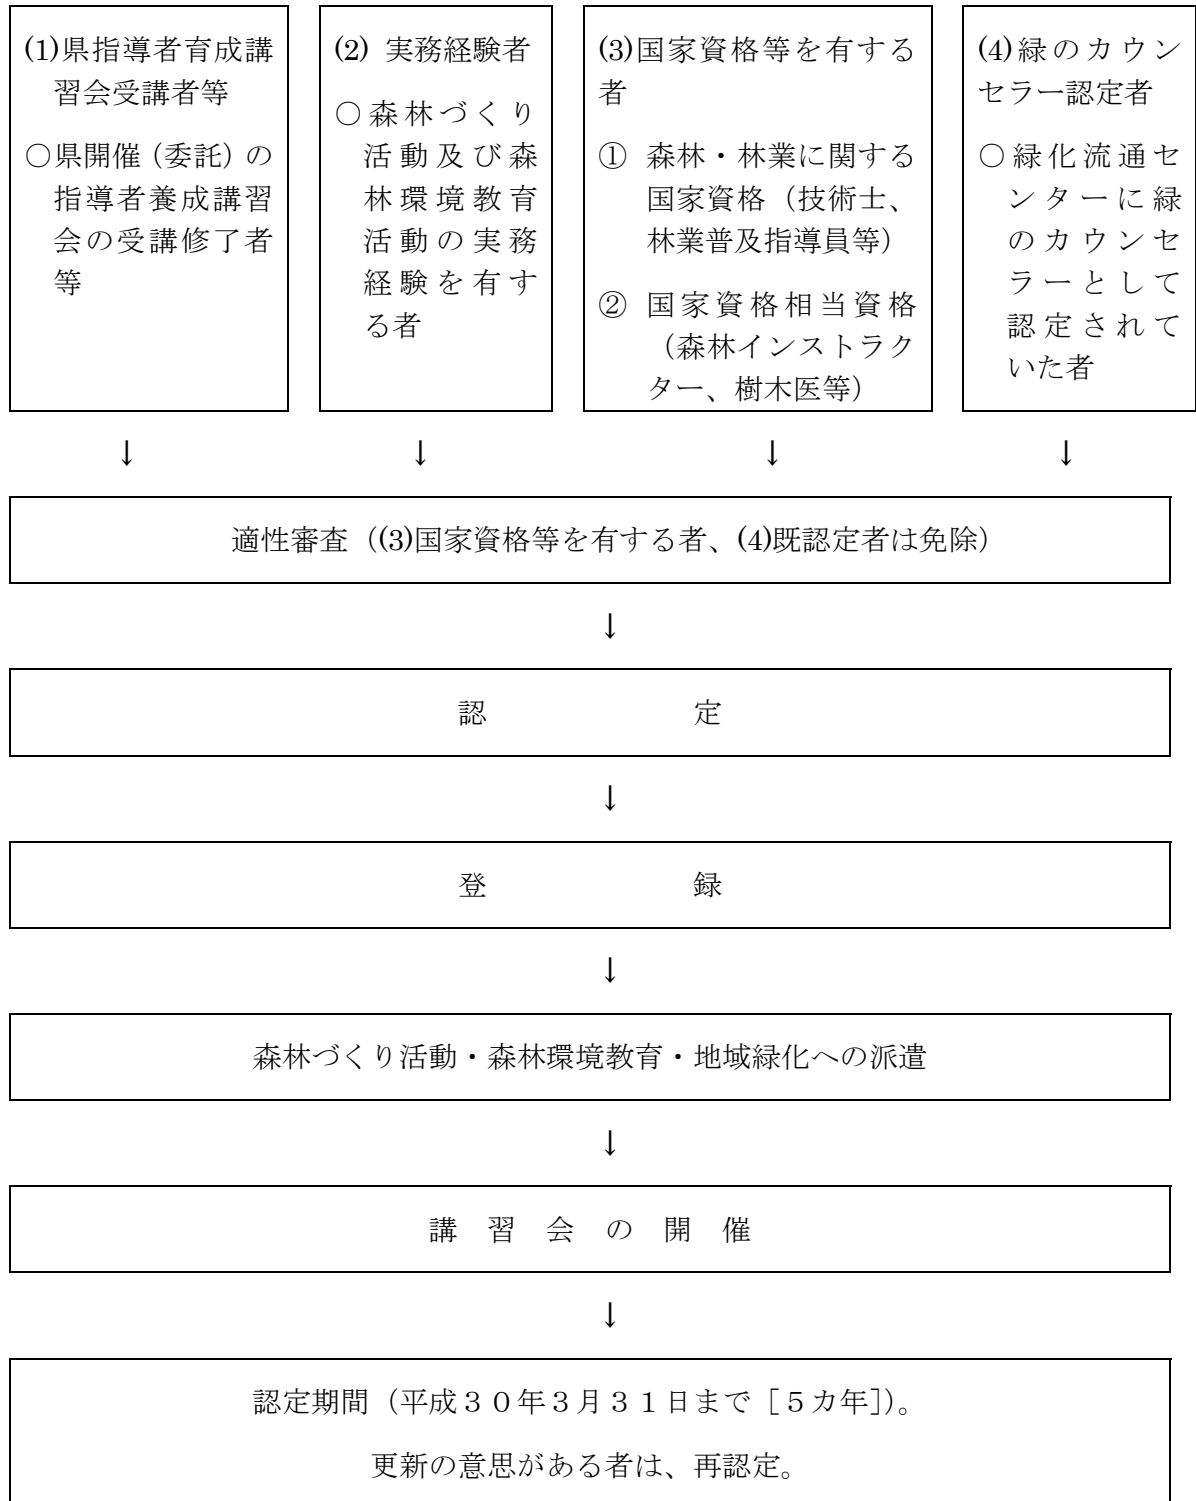 (1)県指導者育成講
習会受講者等
○県開催（委託）の
指導者養成講習
会の受講修了者
等
(2) 実務経験者
○森林づくり
活動及び森
林環境教育
活動の実務
経験を有す
る者
(3)国家資格等を有する
者
① 森林・林業に関する
国家資格（技術士、
林業普及指導員等）
② 国家資格相当資格
（森林インストラク
ター、樹木医等）
(4)緑のカウン
セラー認定者
○緑化流通セ
ンターに緑
のカウンセ
ラーとして
認定されて
いた者
↓ ↓ ↓ ↓
適性審査（(3)国家資格等を有する者、(4)既認定者は免除）
↓
認 定
↓
登 録
↓
森林づくり活動・森林環境教育・地域緑化への派遣
↓
講 習 会 の 開 催
↓
認定期間（平成３０年３月３１日まで［５カ年］）。
更新の意思がある者は、再認定。